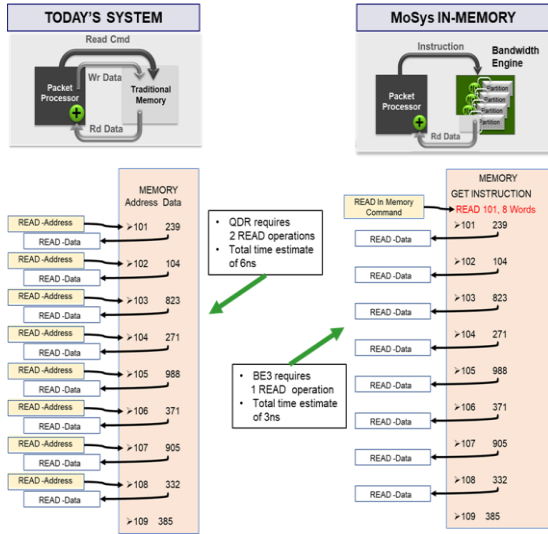 TODAY'S SYSTEM
Read Cmd
Wr Data
Packet
Processor
Traditional
Memory
Rd Data
MEMORY
Address Data
READ -Address
➢101 239
READ -Data
READ -Address
➢102 104
READ -Data
READ -Address
➢103 823
READ -Data
READ -Address
➢104 271
READ -Data
READ -Address
➢105 988
READ -Data
READ -Address
➢106 371
READ -Data
READ -Address
➢107 905
READ -Data
READ -Address
➢108 332
READ -Data
➢109 385
• QDR requires
2 READ operations
• Total time estimate
of 6ns
• BE3 requires
1 READ operation
• Total time estimate
of 3ns
MoSys IN-MEMORY
Instruction
Bandwidth
Engine
Packet
Processor
Partition
Partition
Rd Data
MEMORY
GET INSTRUCTION
READ In Memory
Command
READ 101, 8 Words
➢101 239
READ -Data
➢102 104
READ -Data
➢103 823
READ -Data
➢104 271
READ -Data
➢105 988
READ -Data
➢106 371
READ -Data
➢107 905
READ -Data
➢108 332
READ -Data
➢109 385